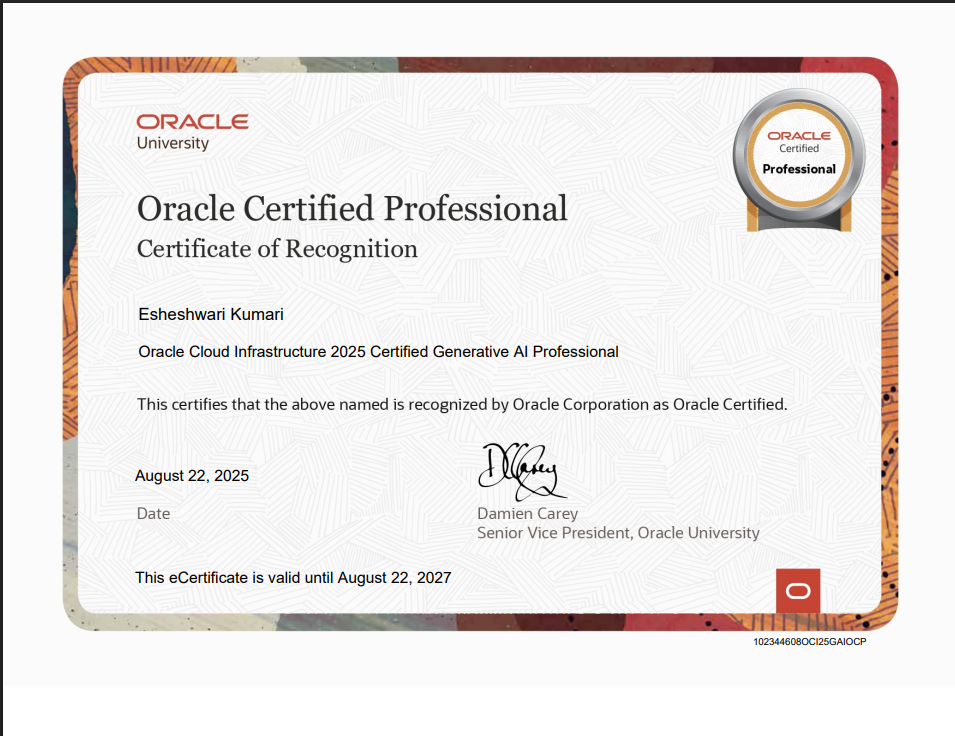 ORACLE
University
ORACLE
Certified
Professional
Oracle Certified Professional
Certificate of Recognition
Esheshwari Kumari
Oracle Cloud Infrastructure 2025 Certified Generative AI Professional
This certifies that the above named is recognized by Oracle Corporation as Oracle Certified.
August 22, 2025
Date
DCarey
Damien Carey
Senior Vice President, Oracle University
This eCertificate is valid until August 22, 2027
102344608OCI25GAIOCP